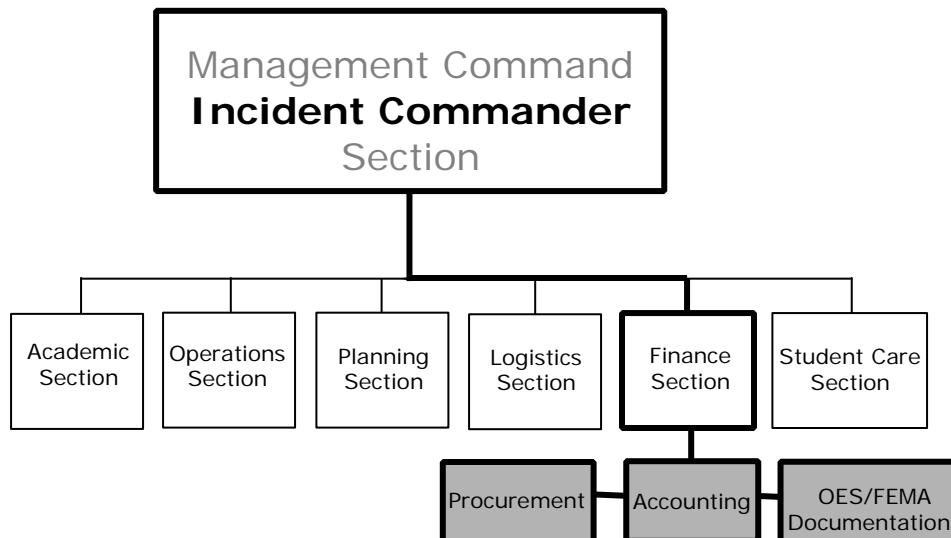 Management Command
Incident Commander
Section
Academic
Section
Operations
Section
Planning
Section
Logistics
Section
Finance
Section
Student Care
Section
Procurement
Accounting
OES/FEMA
Documentation